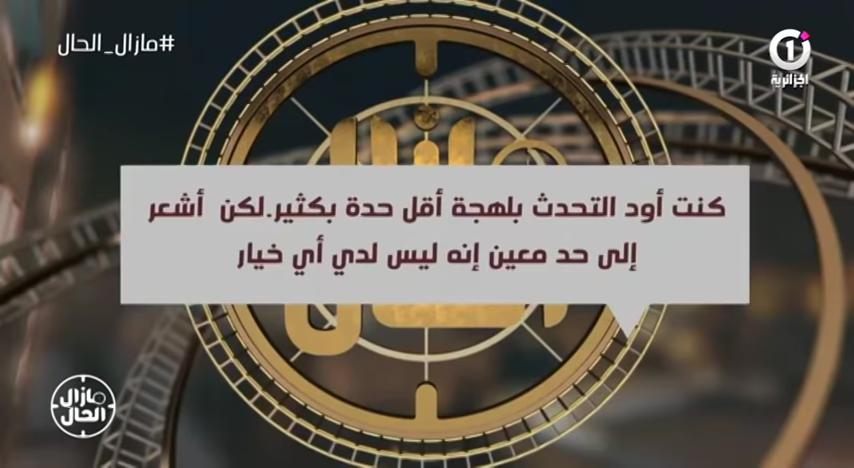 #مازال_الحال
1
الجزائرية
كنت أود التحدث بلهجة أقل حدة بكثير.لكن أشعر
إلى حد معين إنه ليس لدي أي خيار
مازال
الحال